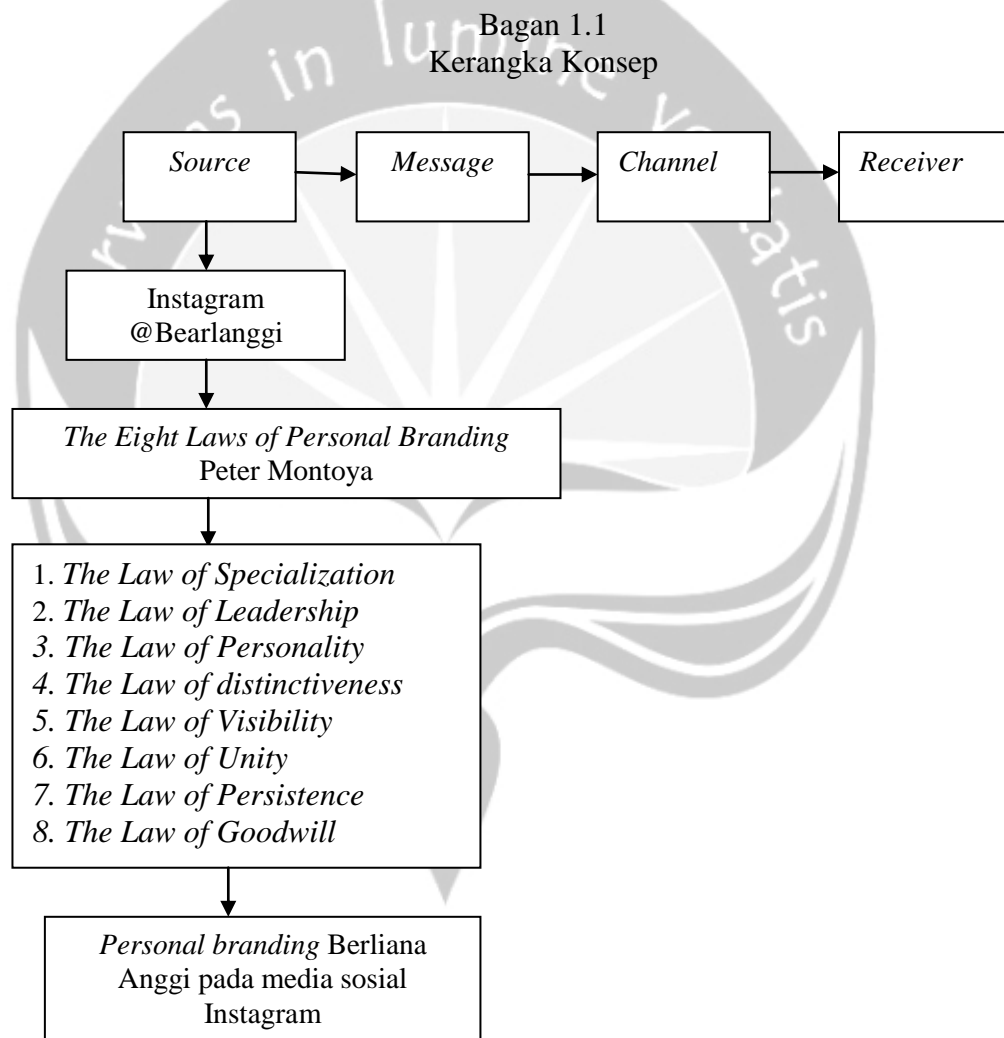 Bagan 1.1
Kerangka Konsep
in lumine veritatis
Source
Message
Channel
Receiver
Instagram
@Bearlanggi
The Eight Laws of Personal Branding
Peter Montoya
1. The Law of Specialization
2. The Law of Leadership
3. The Law of Personality
4. The Law of distinctiveness
5. The Law of Visibility
6. The Law of Unity
7. The Law of Persistence
8. The Law of Goodwill
Personal branding Berliana
Anggi pada media sosial
Instagram